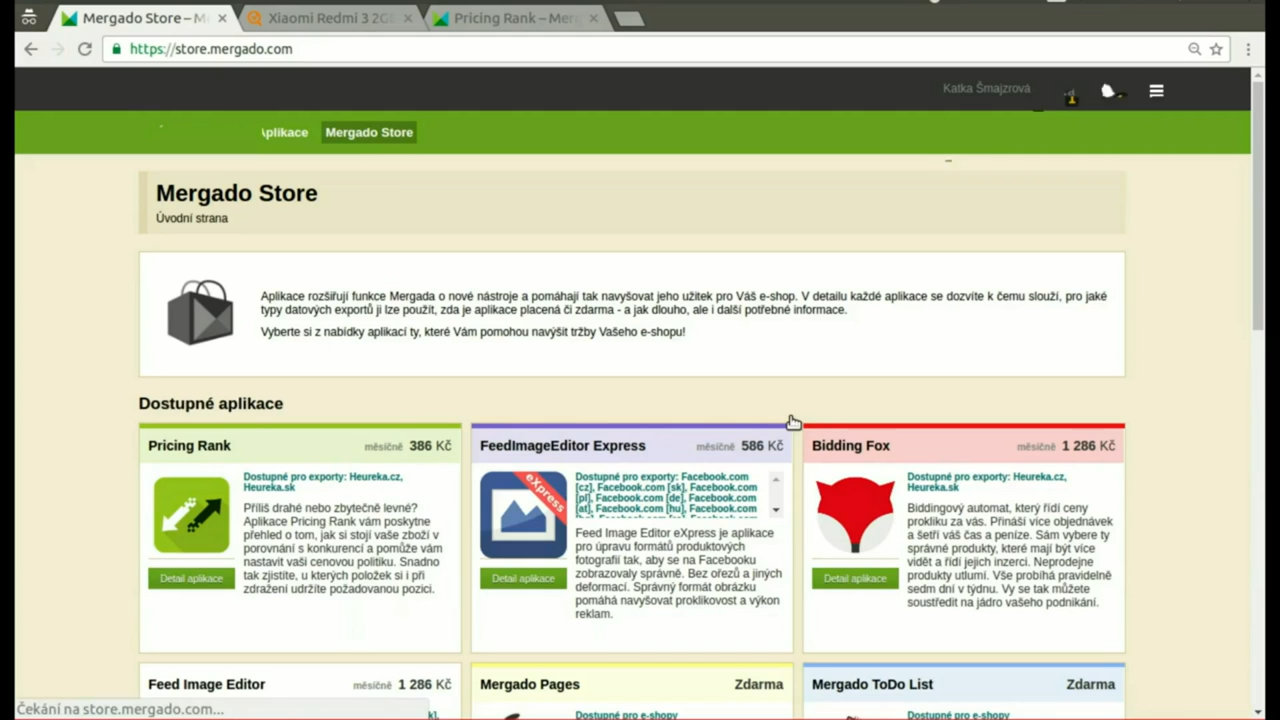 Mergado Store – M
Xiaomi Redmi 3 2G
Pricing Rank – Mer
https://store.mergado.com
Katka Šmajzrová
Aplikace
Mergado Store
Mergado Store
Úvodní strana
Aplikace rozšiřují funkce Mergada o nové nástroje a pomáhají tak navyšovat jeho užitek pro Váš e-shop. V detailu každé aplikace se dozvíte k čemu slouží, pro jaké
typy datových exportů ji lze použít, zda je aplikace placená či zdarma - a jak dlouho, ale i další potřebné informace.
Vyberte si z nabídky aplikací ty, které Vám pomohou navýšit tržby Vašeho e-shopu!
Dostupné aplikace
Pricing Rank
měsíčně 386 Kč
Dostupné pro exporty: Heureka.cz,
Heureka.sk
Příliš drahé nebo zbytečně levné?
Aplikace Pricing Rank vám poskytne
přehled o tom, jak si stojí vaše zboží v
porovnání s konkurencí a pomůže vám
nastavit vaši cenovou politiku. Snadno
tak zjistíte, u kterých položek si i při
zdražení udržíte požadovanou pozici.
Detail aplikace
FeedImageEditor Express
měsíčně 586 Kč
eXpress
Dostupné pro exporty: Facebook.com
[cz], Facebook.com [sk], Facebook.com
[pl], Facebook.com [de], Facebook.com
[at], Facebook.com [hu], Facebook.com
Feed Image Editor eXpress je aplikace
pro úpravu formátů produktových
fotografií tak, aby se na Facebooku
zobrazovaly správně. Bez ořezů a jiných
deformací. Správný formát obrázku
pomáhá navyšovat proklikovost a výkon
reklam.
Detail aplikace
Bidding Fox
měsíčně 1 286 Kč
Dostupné pro exporty: Heureka.cz,
Heureka.sk
Biddingový automat, který řídí ceny
prokliku za vás. Přináší více objednávek
a šetří váš čas a peníze. Sám vybere ty
správné produkty, které mají být více
vidět a řídí jejich inzerci. Neprodejne
produkty utlumí. Vše probíhá pravidelně
sedm dní v týdnu. Vy se tak můžete
soustředit na jádro vašeho podnikání.
Detail aplikace
Feed Image Editor
měsíčně 1 286 Kč
Mergado Pages
Zdarma
Dostupné pro e-shopy
Mergado ToDo List
Zdarma
Dostupné pro e-shopy
Čekání na store.mergado.com...